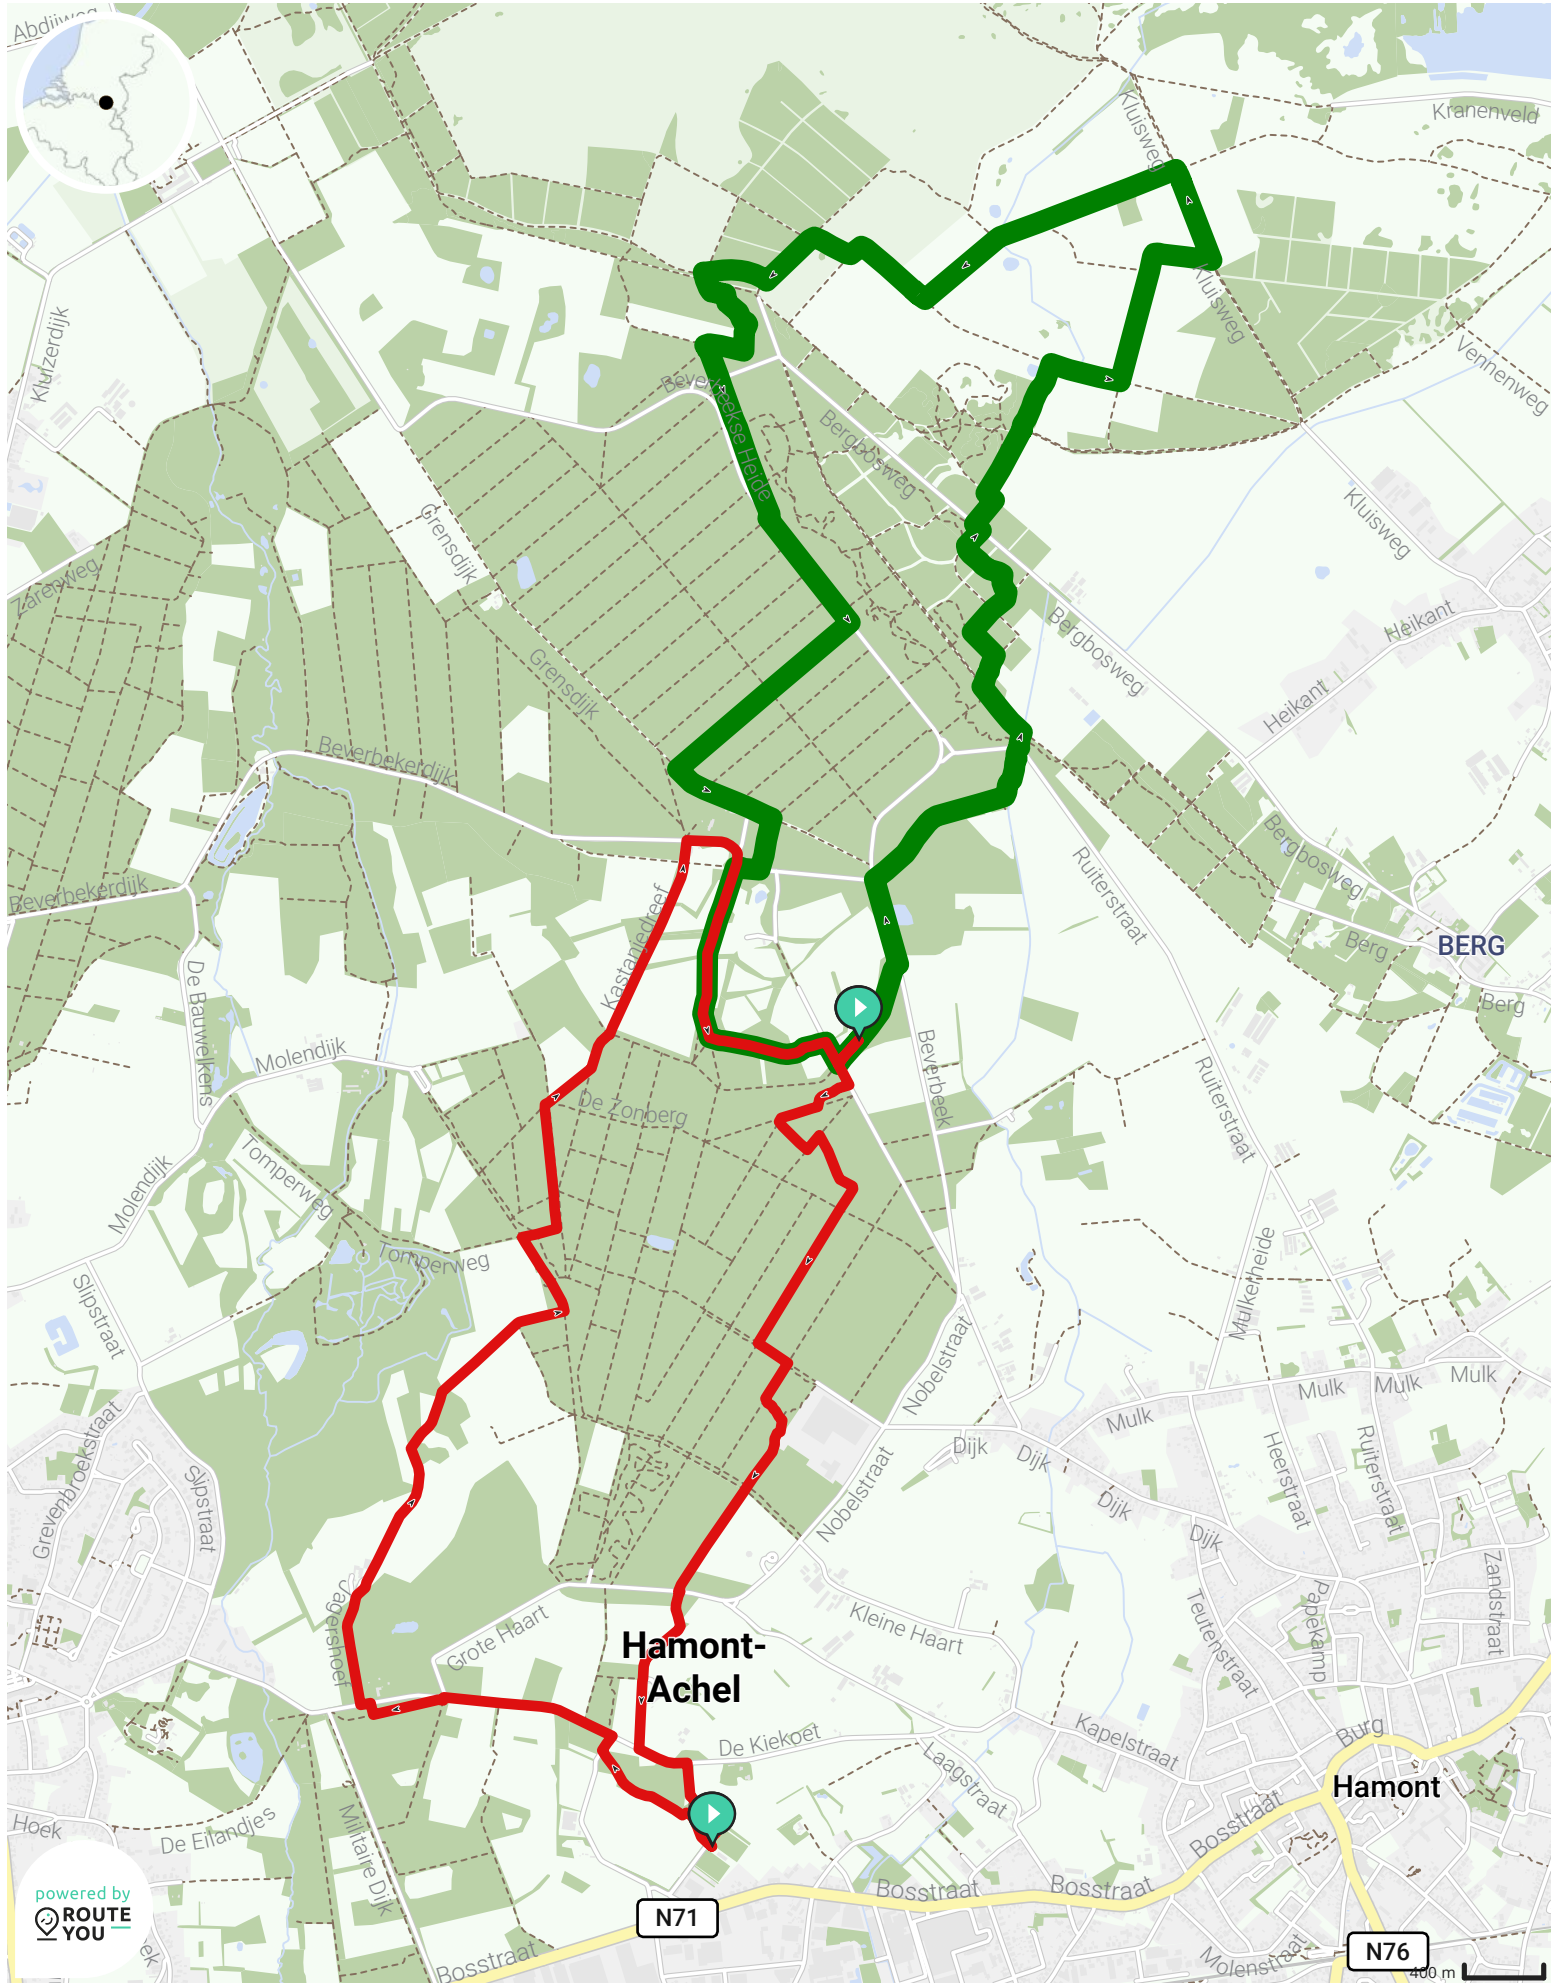 Abdijweg
Kluisweg
Kranenveld
Kluisweg
Kluizerdijk
Vennenweg
Beverbeekse Heide
Bergbosweg
Kluisweg
Grensdijk
Zarenweg
Heikant
Bergbosweg
Grensdijk
Heikant
Beverbekerdijk
Bergbosweg
Ruiterstraat
Beverbekerdijk
Kastanjedreef
BERG
Berg
De Bauwelkens
Berg
Molendijk
Beverbeek
De Zonberg
Ruiterstraat
Tomperweg
Molendijk
Tomperweg
Mulkerheide
Slipstraat
Nobelstraat
Mulk
Mulk
Mulk
Mulk
Grevenbroekstraat
Dijk
Dijk
Heerstraat
Ruiterstraat
Slipstraat
Nobelstraat
Dijk
Dijk
Zandstraat
Jagershoef
Teutenstraat
Papekamp
Grote Haart
Kleine Haart
Hamont-
Achel
De Kiekoet
Kapelstraat
Burg
Laagstraat
Hamont
Hoek
De Eilandjes
Militaire Dijk
Bosstraat
Bosstraat
Bosstraat
powered by
ROUTE
YOU
N71
Bosstraat
Molenstraat
N76
400 m